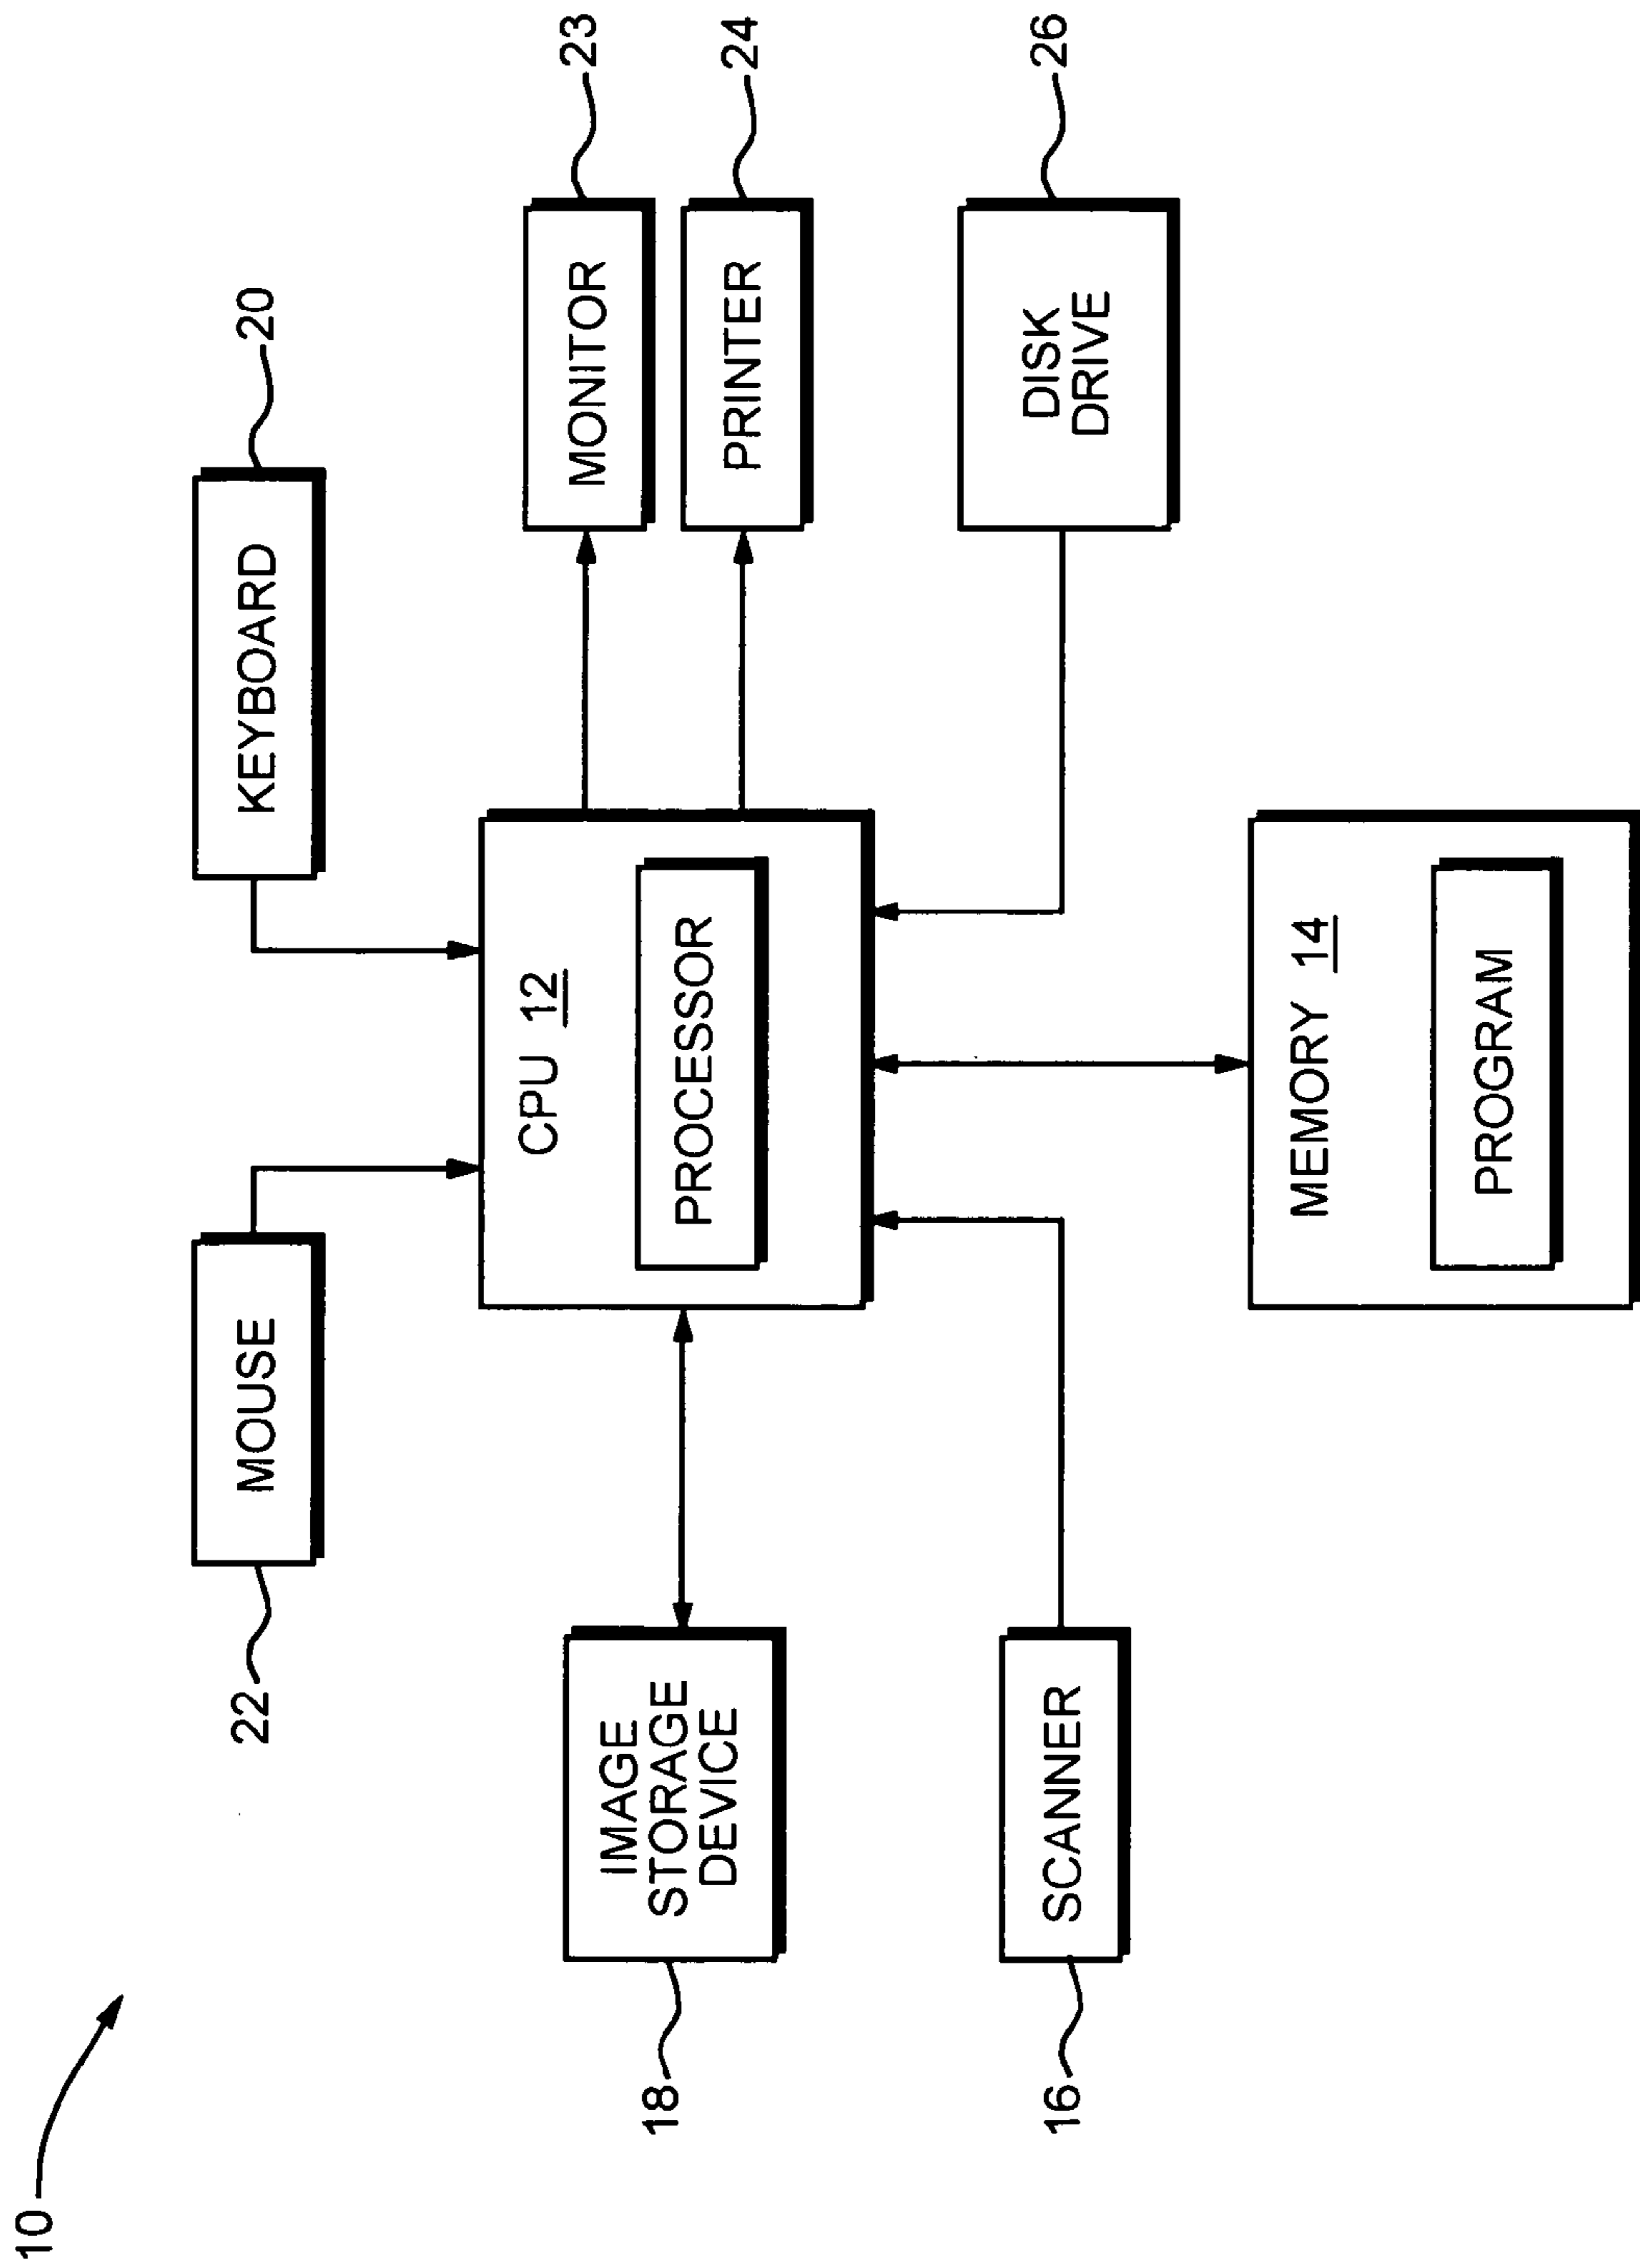 10
22
MOUSE
KEYBOARD
20
18
IMAGE
STORAGE
DEVICE
CPU 12
PROCESSOR
MONITOR
23
PRINTER
24
16
SCANNER
DISK
DRIVE
26
MEMORY 14
PROGRAM